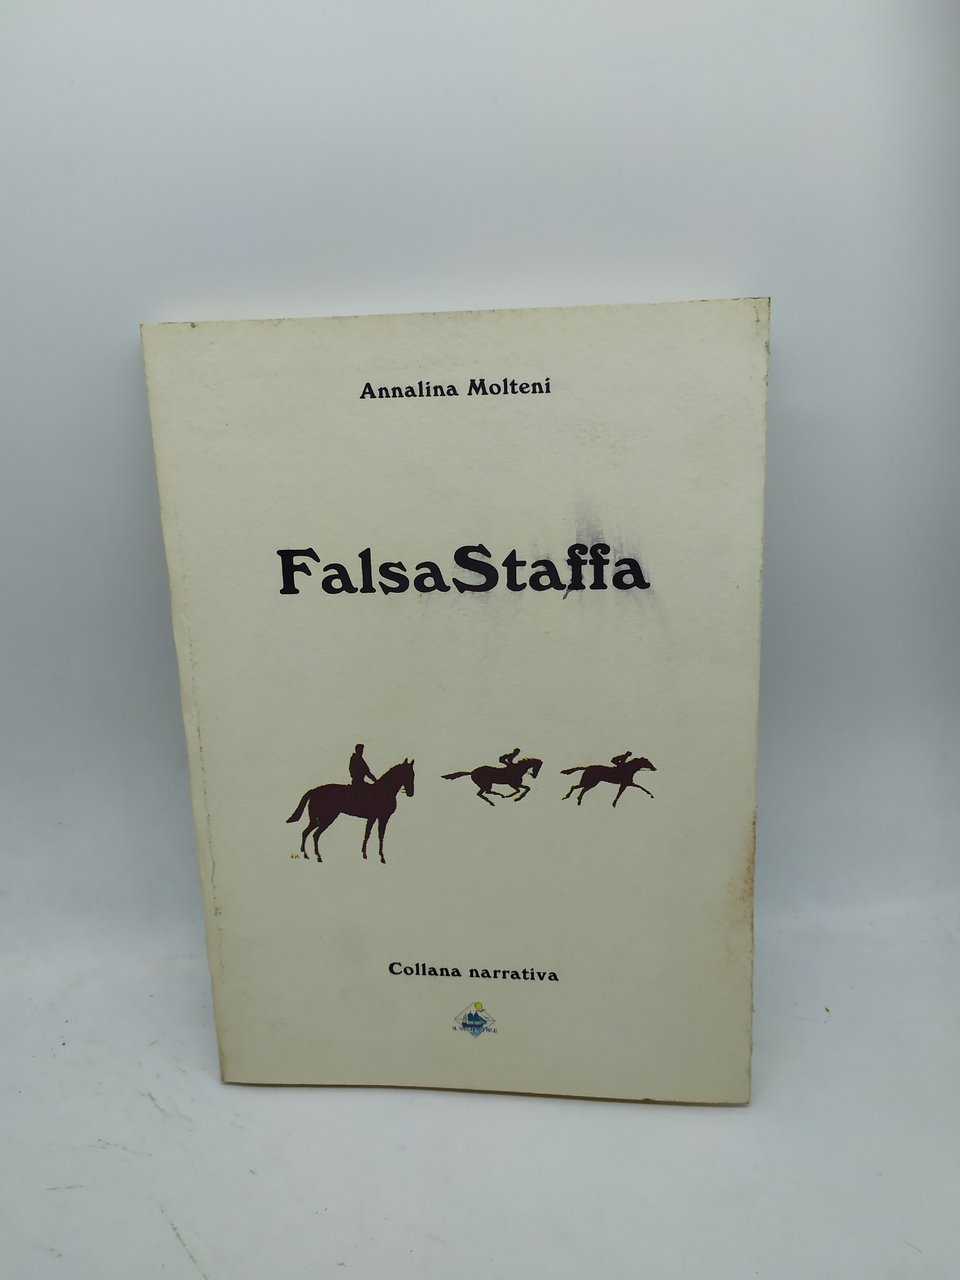 Annalina Molteni
FalsaStaffa
Collana narrativa